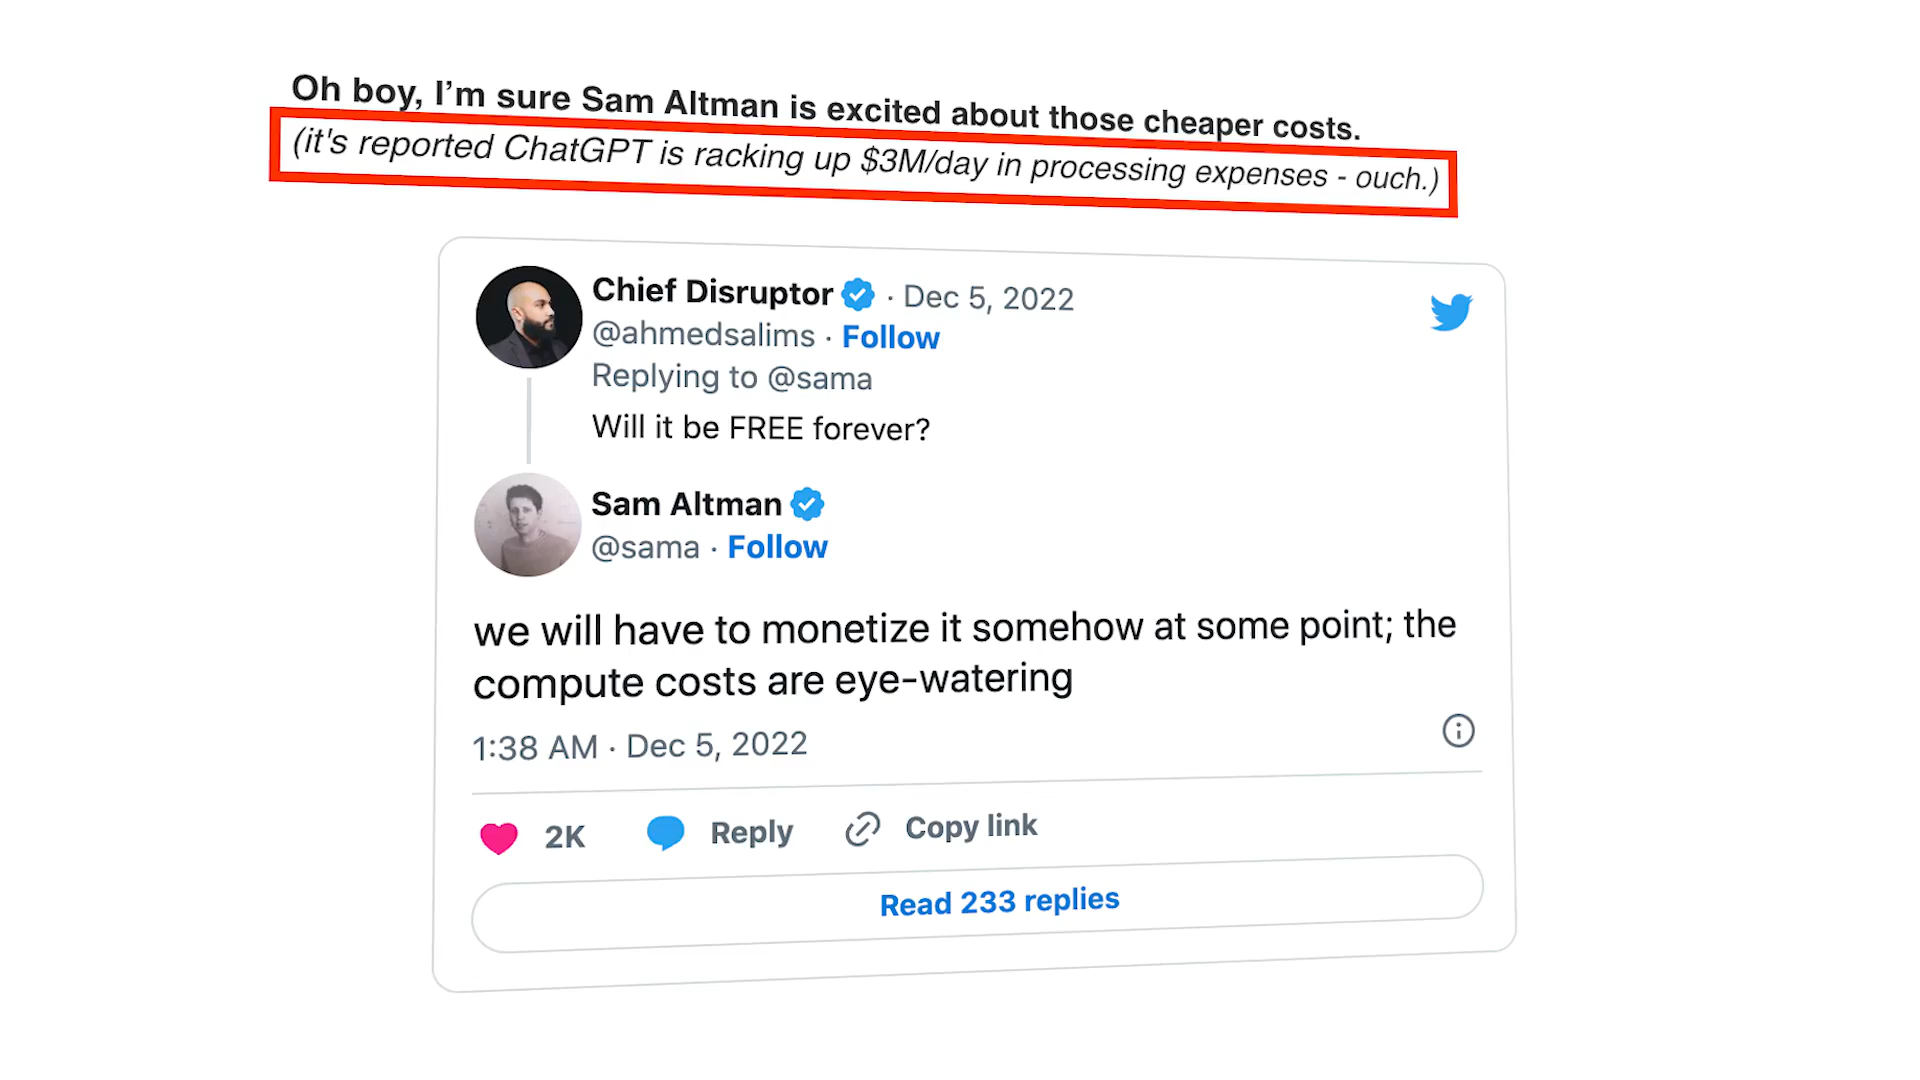 Oh boy, I’m sure Sam Altman is excited about those cheaper costs.
(it's reported ChatGPT is racking up $3M/day in processing expenses - ouch.)
Chief Disruptor · Dec 5, 2022
@ahmedsalims · Follow
Replying to @sama
Will it be FREE forever?
Sam Altman
@sama · Follow
we will have to monetize it somehow at some point; the
compute costs are eye-watering
1:38 AM · Dec 5, 2022
2K Reply Copy link
Read 233 replies